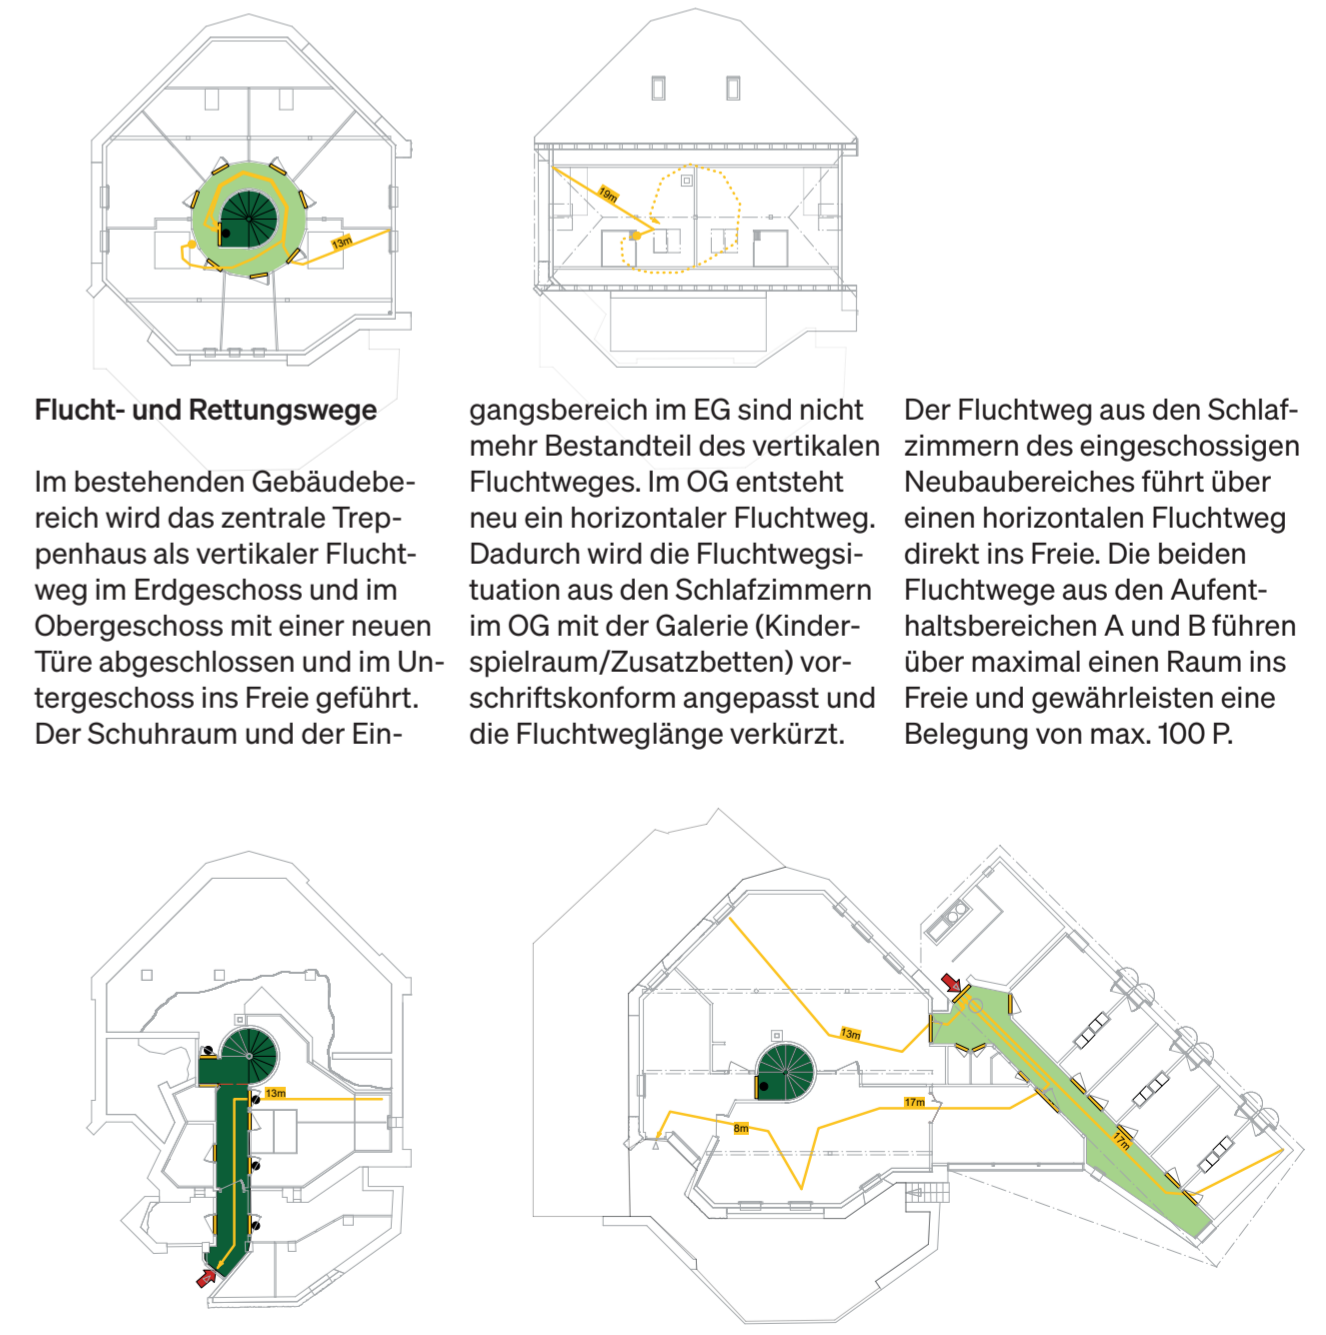 13m
19m
Flucht- und Rettungswege
Im bestehenden Gebäudebe-
reich wird das zentrale Trep-
penhaus als vertikaler Flucht-
weg im Erdgeschoss und im
Obergeschoss mit einer neuen
Türe abgeschlossen und im Un-
tergeschoss ins Freie geführt.
Der Schuhraum und der Ein-
gangsbereich im EG sind nicht
mehr Bestandteil des vertikalen
Fluchtweges. Im OG entsteht
neu ein horizontaler Fluchtweg.
Dadurch wird die Fluchtwegsi-
tuation aus den Schlafzimmern
im OG mit der Galerie (Kinder-
spielraum/Zusatzbetten) vor-
schriftskonform angepasst und
die Fluchtweglänge verkürzt.
Der Fluchtweg aus den Schlaf-
zimmern des eingeschossigen
Neubaubereiches führt über
einen horizontalen Fluchtweg
direkt ins Freie. Die beiden
Fluchtwege aus den Aufent-
haltsbereichen A und B führen
über maximal einen Raum ins
Freie und gewährleisten eine
Belegung von max. 100 P.
13m
13m
17m
8m
17m